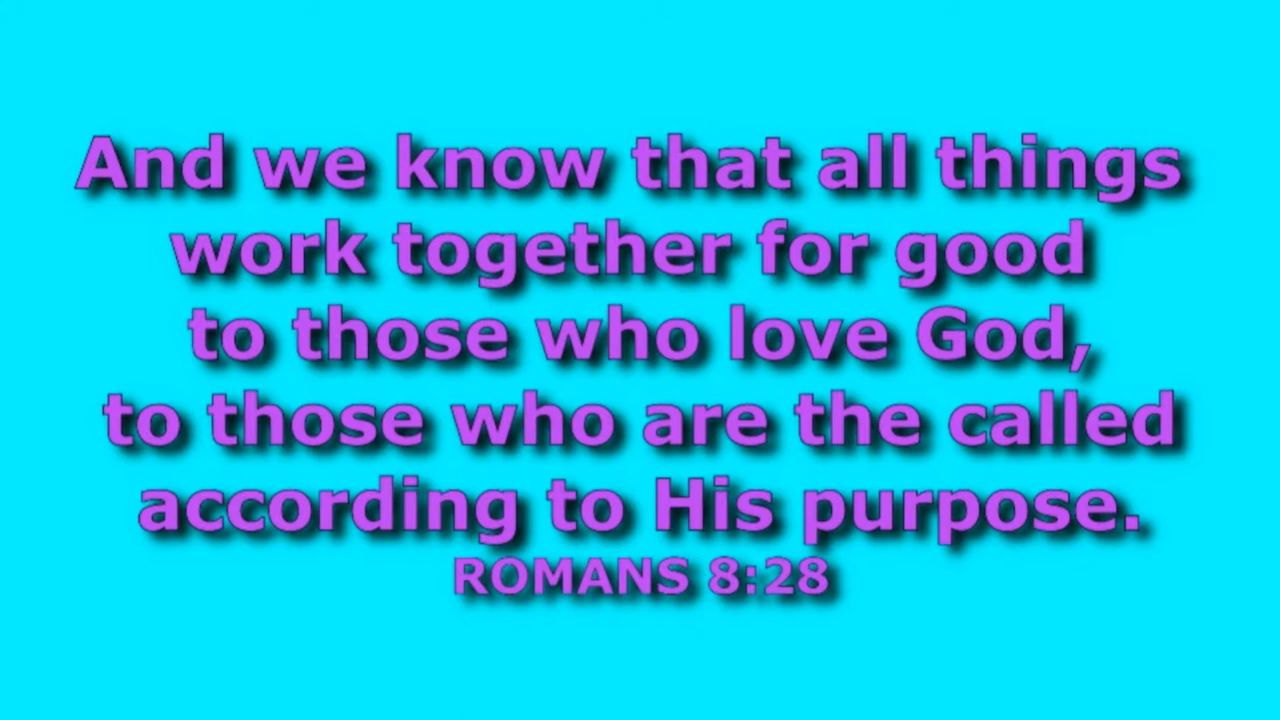 And we know that all things
work together for good
to those who love God,
to those who are the called
according to His purpose.
ROMANS 8:28